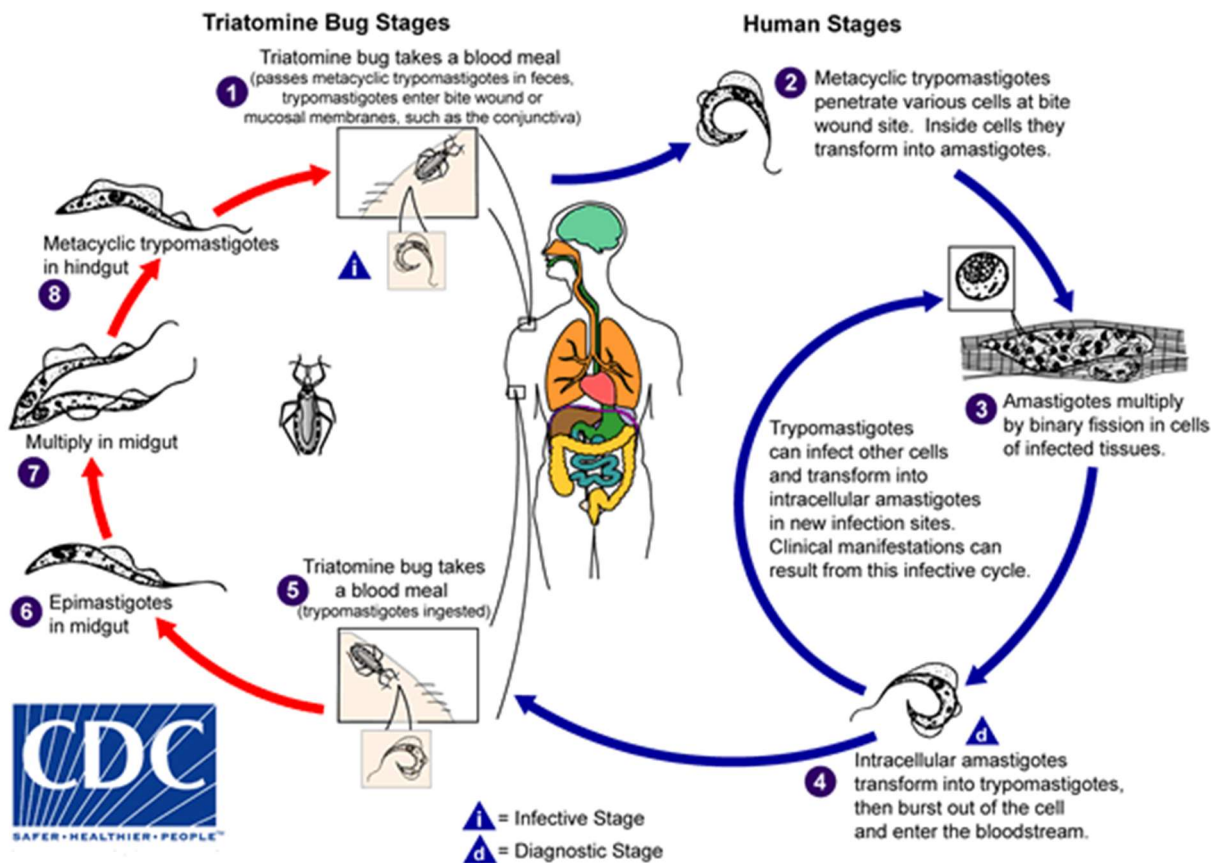 Triatomine Bug Stages
Human Stages
Triatomine bug takes a blood meal
1
(passes metacyclic trypomastigotes in feces,
trypomastigotes enter bite wound or
mucosal membranes, such as the conjunctiva)
i
2
Metacyclic trypomastigotes
penetrate various cells at bite
wound site. Inside cells they
transform into amastigotes.
3
Amastigotes multiply
by binary fission in cells
of infected tissues.
Trypomastigotes
can infect other cells
and transform into
intracellular amastigotes
in new infection sites.
Clinical manifestations can
result from this infective cycle.
d
4
Intracellular amastigotes
transform into trypomastigotes,
then burst out of the cell
and enter the bloodstream.
Triatomine bug takes
5
a blood meal
(trypomastigotes ingested)
6
Epimastigotes
in midgut
Multiply in midgut
7
Metacyclic trypomastigotes
in hindgut
8
CDC
SAFER•HEALTHIER•PEOPLE™
i = Infective Stage
d = Diagnostic Stage